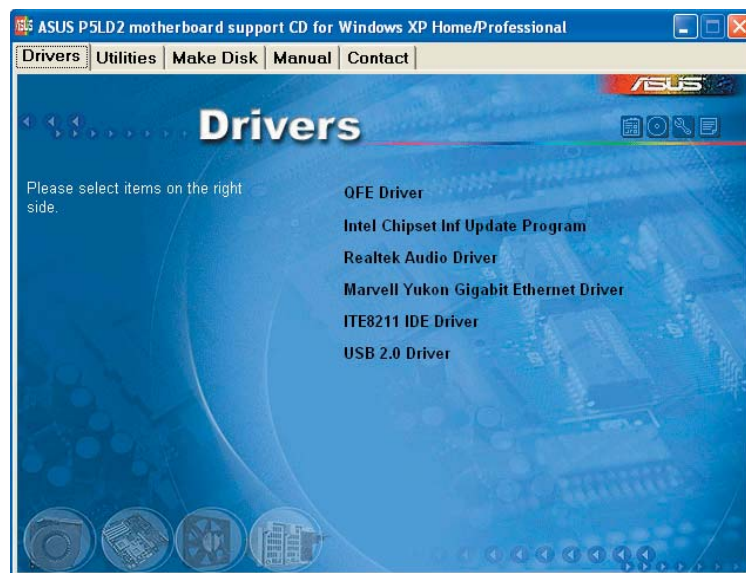 ASUS P5LD2 motherboard support CD for Windows XP Home/Professional
Drivers Utilities Make Disk Manual Contact
ASUS
Drivers
Please select items on the right
side.
QFE Driver
Intel Chipset Inf Update Program
Realtek Audio Driver
Marvell Yukon Gigabit Ethernet Driver
ITE8211 IDE Driver
USB 2.0 Driver